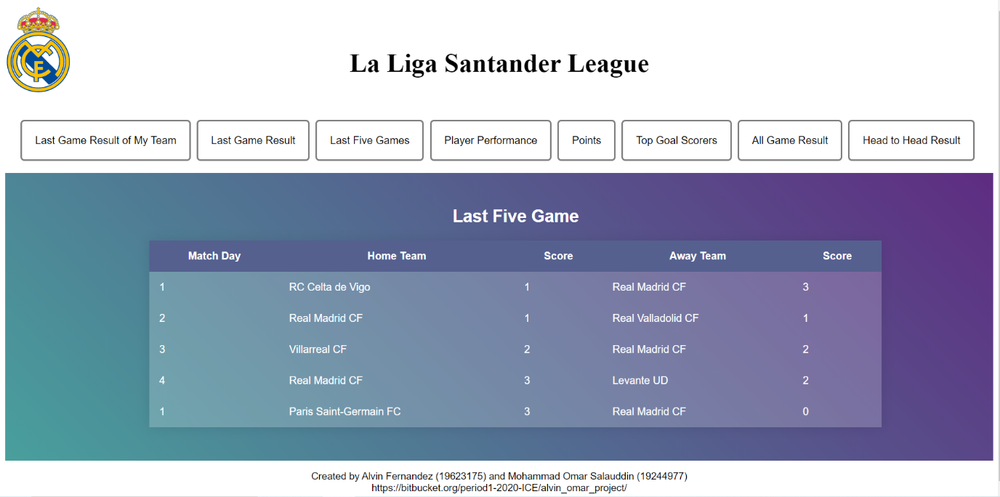 La Liga Santander League
Last Game Result of My Team Last Game Result Last Five Games Player Performance Points Top Goal Scorers All Game Result Head to Head Result
Last Five Game
Match Day Home Team Score Away Team Score
1 RC Celta de Vigo 1 Real Madrid CF 3
2 Real Madrid CF 1 Real Valladolid CF 1
3 Villarreal CF 2 Real Madrid CF 2
4 Real Madrid CF 3 Levante UD 2
1 Paris Saint-Germain FC 3 Real Madrid CF 0
Created by Alvin Fernandez (19623175) and Mohammad Omar Salauddin (19244977)
https://bitbucket.org/period1-2020-ICE/alvin_omar_project/